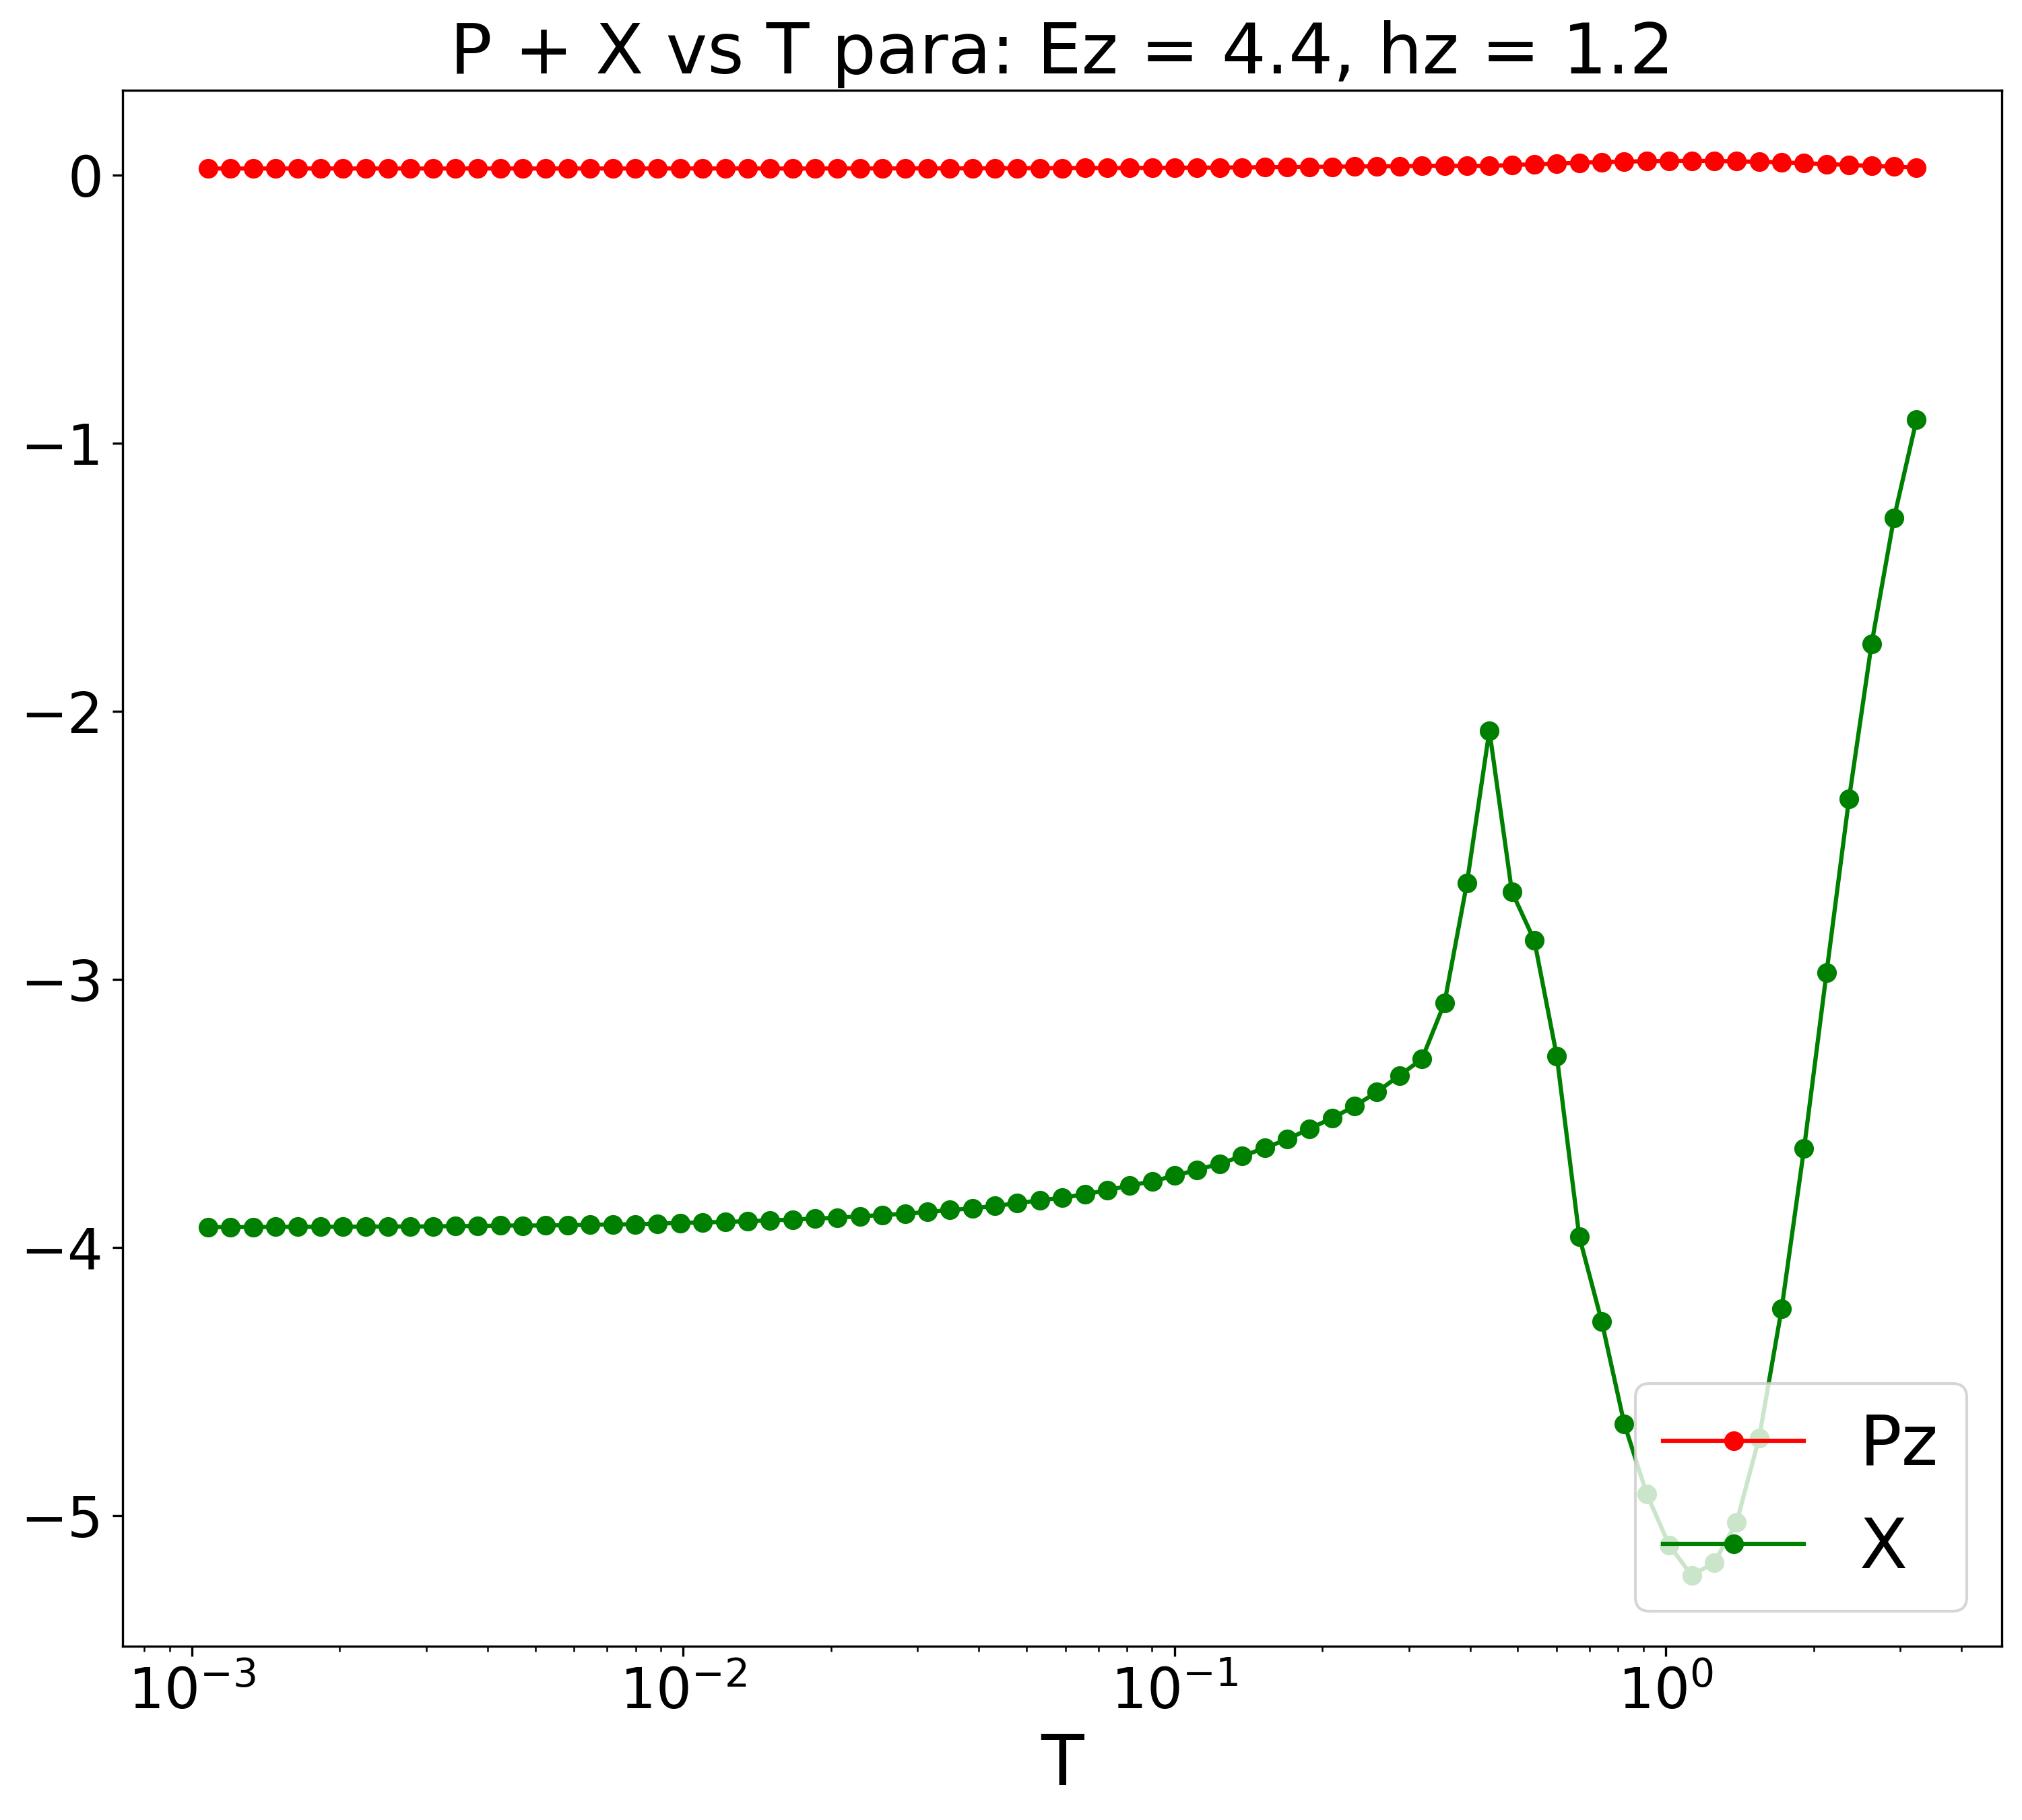 P + X vs T para: Ez = 4.4, hz = 1.2
0
−1
−2
−3
−4
−5
Pz
X
10⁻³ 10⁻² 10⁻¹ 10⁰
T